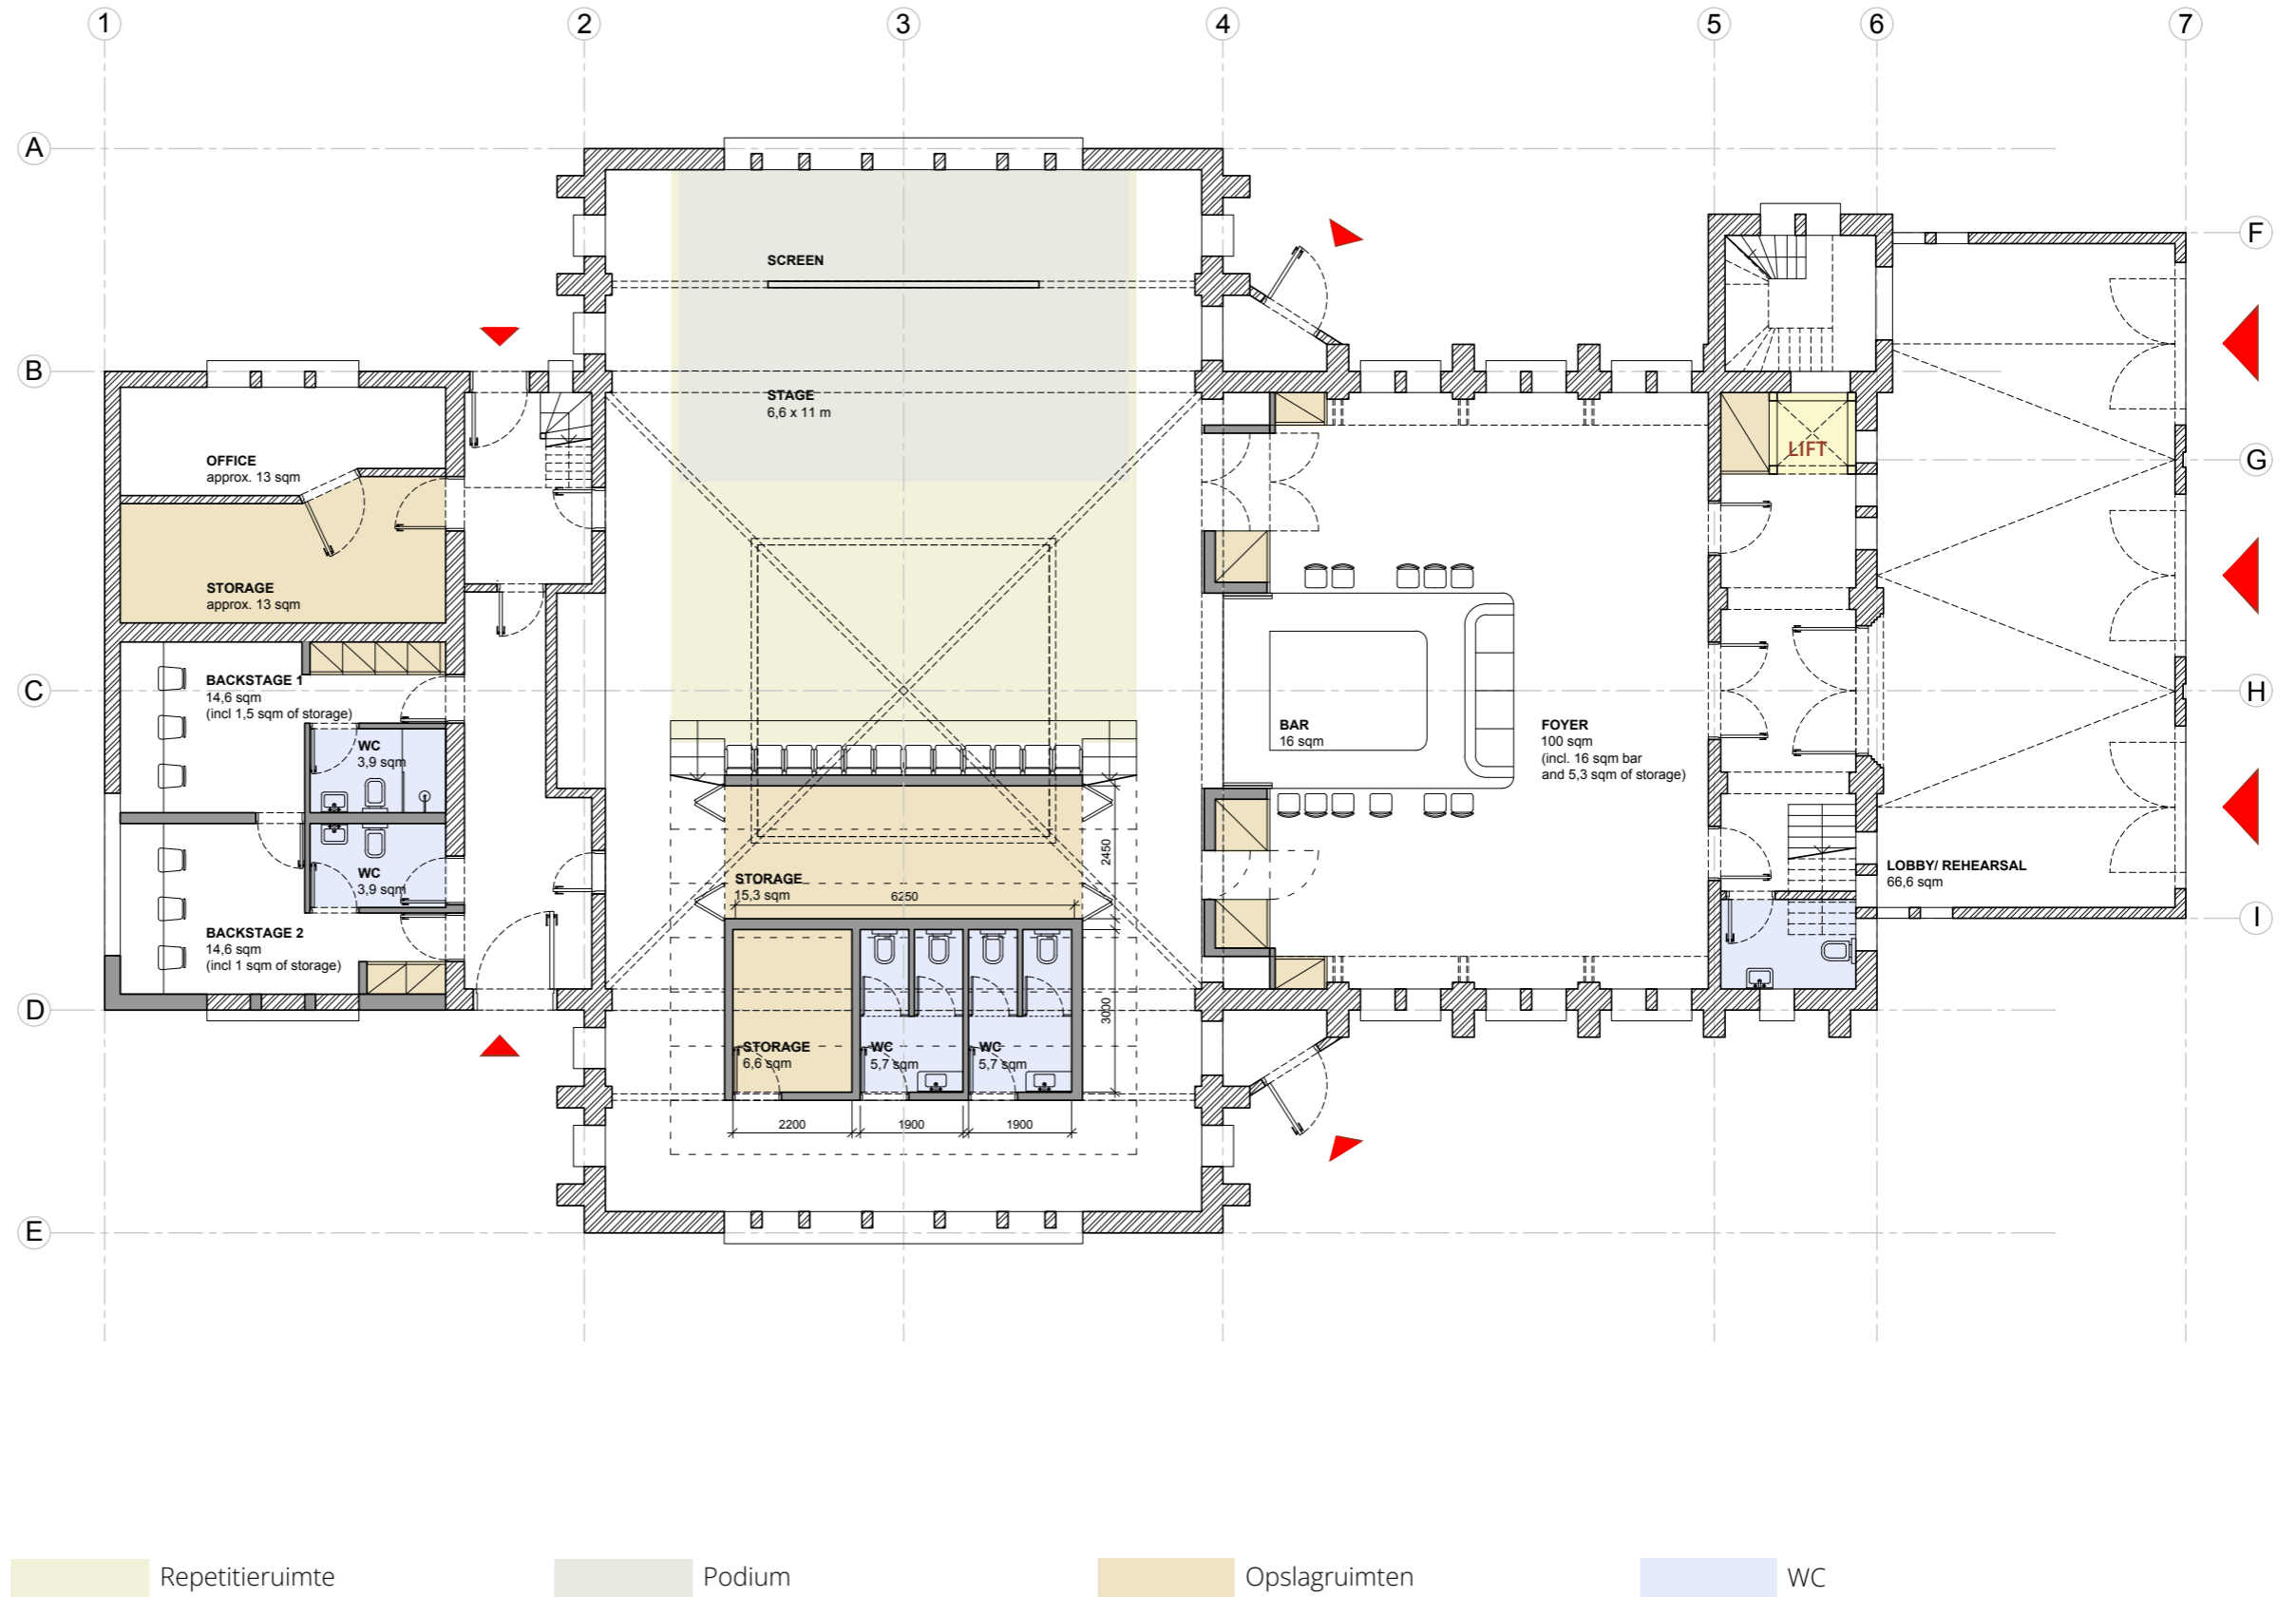 1
2
3
4
5
6
7
A
F
SCREEN
B
STAGE
6,6 x 11 m
LIFT
OFFICE
approx. 13 sqm
G
STORAGE
approx. 13 sqm
BACKSTAGE 1
14,6 sqm
(incl 1,5 sqm of storage)
C
H
BAR
16 sqm
FOYER
100 sqm
(incl. 16 sqm bar
and 5,3 sqm of storage)
WC
3,9 sqm
2450
WC
3,9 sqm
STORAGE
15,3 sqm
6250
LOBBY/ REHEARSAL
66,6 sqm
BACKSTAGE 2
14,6 sqm
(incl 1 sqm of storage)
I
D
3000
STORAGE
6,6 sqm
WC
5,7 sqm
WC
5,7 sqm
2200
1900
1900
E
Repetitieruimte
Podium
Opslagruimten
WC